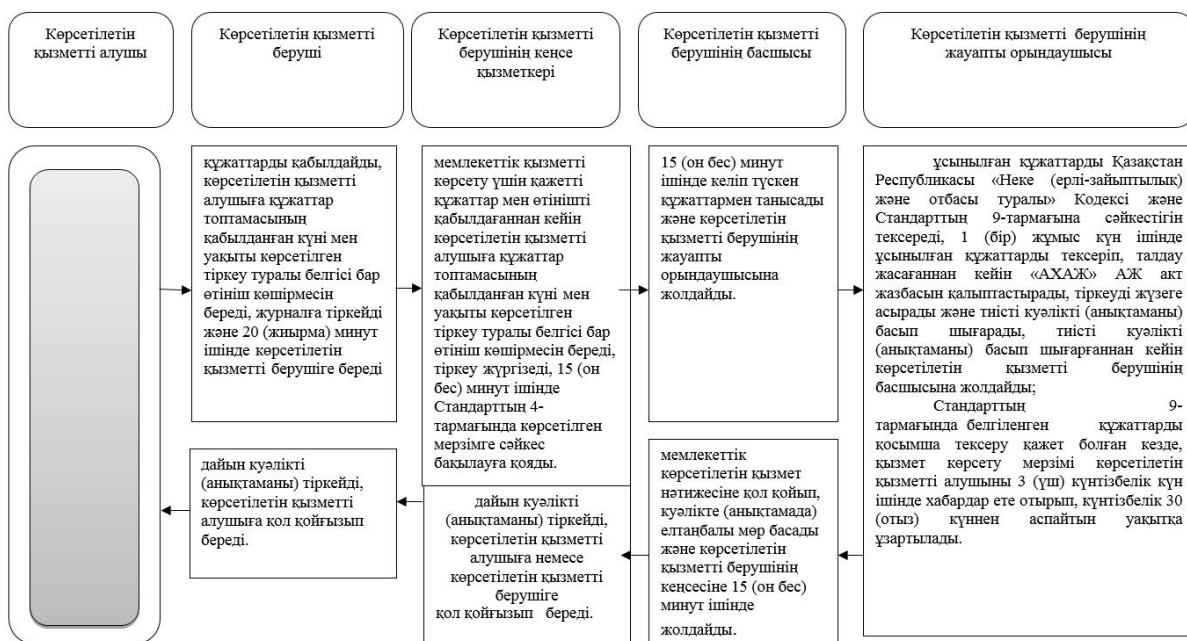 Көрсетілетін
қызметті алушы
Көрсетілетін қызметті
беруші
Көрсетілетін қызметті
берушінің кеңсе
қызметкері
Көрсетілетін қызметті
берушінің басшысы
Көрсетілетін қызметті берушінің
жауапты орындаушысы
құжаттарды қабылдайды,
көрсетілетін қызметті
алушыға құжаттар
топтамасының
қабылданған күні мен
уақыты көрсетілген
тіркеу туралы белгісі бар
өтініш көшірмесін
береді, журналға тіркейді
және 20 (жиырма) минут
ішінде көрсетілетін
қызметті берушіге береді
мемлекеттік қызметті
көрсету үшін қажетті
құжаттар мен өтінішті
қабылдағаннан кейін
көрсетілетін қызметті
алушыға құжаттар
топтамасының
қабылданған күні мен
уақыты көрсетілген
тіркеу туралы белгісі бар
өтініш көшірмесін береді,
тіркеу жүргізеді, 15 (он
бес) минут ішінде
Стандарттың 4-
тармағында көрсетілген
мерзімге сәйкес
бақылауға қояды.
15 (он бес) минут
ішінде келіп түскен
құжаттармен танысады
және көрсетілетін
қызметті берушінің
жауапты
орындаушысына
жолдайды.
ұсынылған құжаттарды Қазақстан
Республикасы «Неке (ерлі-зайыптылық)
және отбасы туралы» Кодексі және
Стандарттың 9-тармағына сәйкестігін
тексереді, 1 (бір) жұмыс күн ішінде
ұсынылған құжаттарды тексеріп, талдау
жасағаннан кейін «АХАЖ» АЖ акт
жазбасын қалыптастырады, тіркеуді жүзеге
асырады және тиісті куәлікті (анықтаманы)
басып шығарады, тиісті куәлікті
(анықтаманы) басып шығарғаннан кейін
көрсетілетін қызметті берушінің
басшысына жолдайды;
Стандарттың 9-
тармағында белгіленген құжаттарды
қосымша тексеру қажет болған кезде,
қызмет көрсету мерзімі көрсетілетін
қызметті алушыны 3 (үш) күнтізбелік күн
ішінде хабардар ете отырып, күнтізбелік 30
(отыз) күннен аспайтын уақытқа
ұзартылады.
мемлекеттік
көрсетілетін қызмет
нәтижесіне қол қойып,
куәлікте (анықтамада)
елтаңбалы мөр басады
және көрсетілетін
қызметті берушінің
кеңсесіне 15 (он бес)
минут ішінде
жолдайды.
дайын куәлікті
(анықтаманы) тіркейді,
көрсетілетін қызметті
алушыға немесе
көрсетілетін қызметті
берушіге
қол қойғызып береді.
дайын куәлікті
(анықтаманы) тіркейді,
көрсетілетін қызметті
алушыға қол қойғызып
береді.